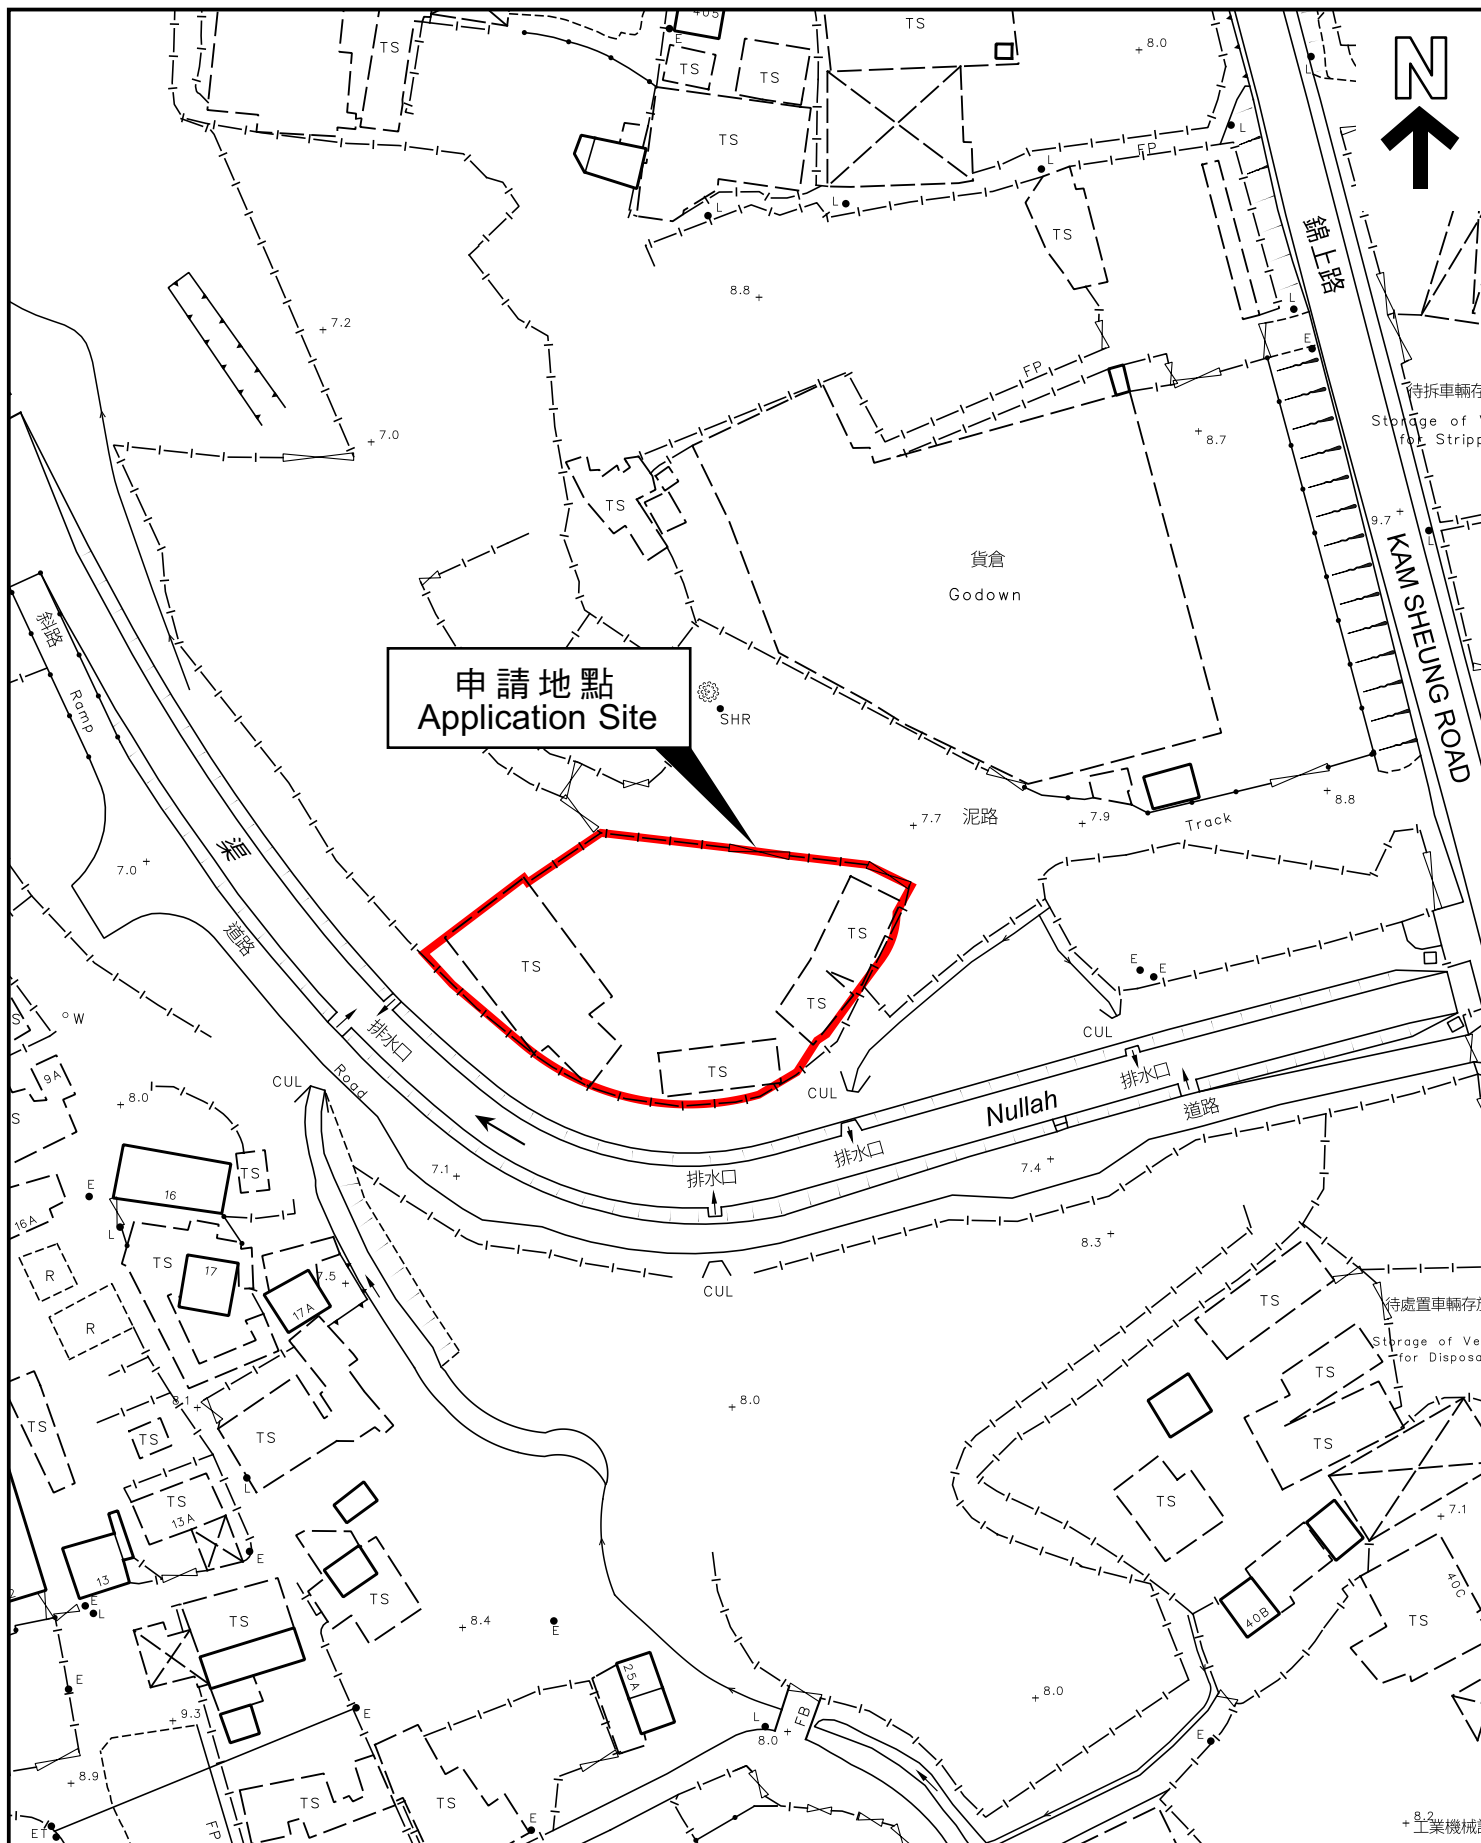 405
TS
E
TS
TS
TS
8.0
L
N
TS
L
FP
L
L
TS
錦上路
8.8
7.2
L
E
FP
待拆車輛存
Storage of V
for Stripp
7.0
8.7
TS
9.7
L
貨倉
Godown
KAM SHEUNG ROAD
斜路
Ramp
申請地點
Application Site
SHR
8.8
7.7
泥路
7.9
Track
渠
7.0
道路
TS
TS
E
E
TS
S
W
排水口
CUL
9A
CUL
Road
TS
CUL
排水口
8.0
S
Nullah
道路
排水口
7.1
7.4
TS
排水口
E
16
16A
L
8.3
TS
17
R
7.5
CUL
17A
TS
待處置車輛存放
R
Storage of Ve
for Disposa
TS
8.1
8.0
TS
TS
TS
TS
L
TS
TS
13A
7.1
E
13
E
L
TS
40C
TS
8.4
E
40B
TS
25A
E
8.0
9.3
E
L
FB
8.0
E
8.9
TS
TS
E
FP
ET
8.2
工業機械